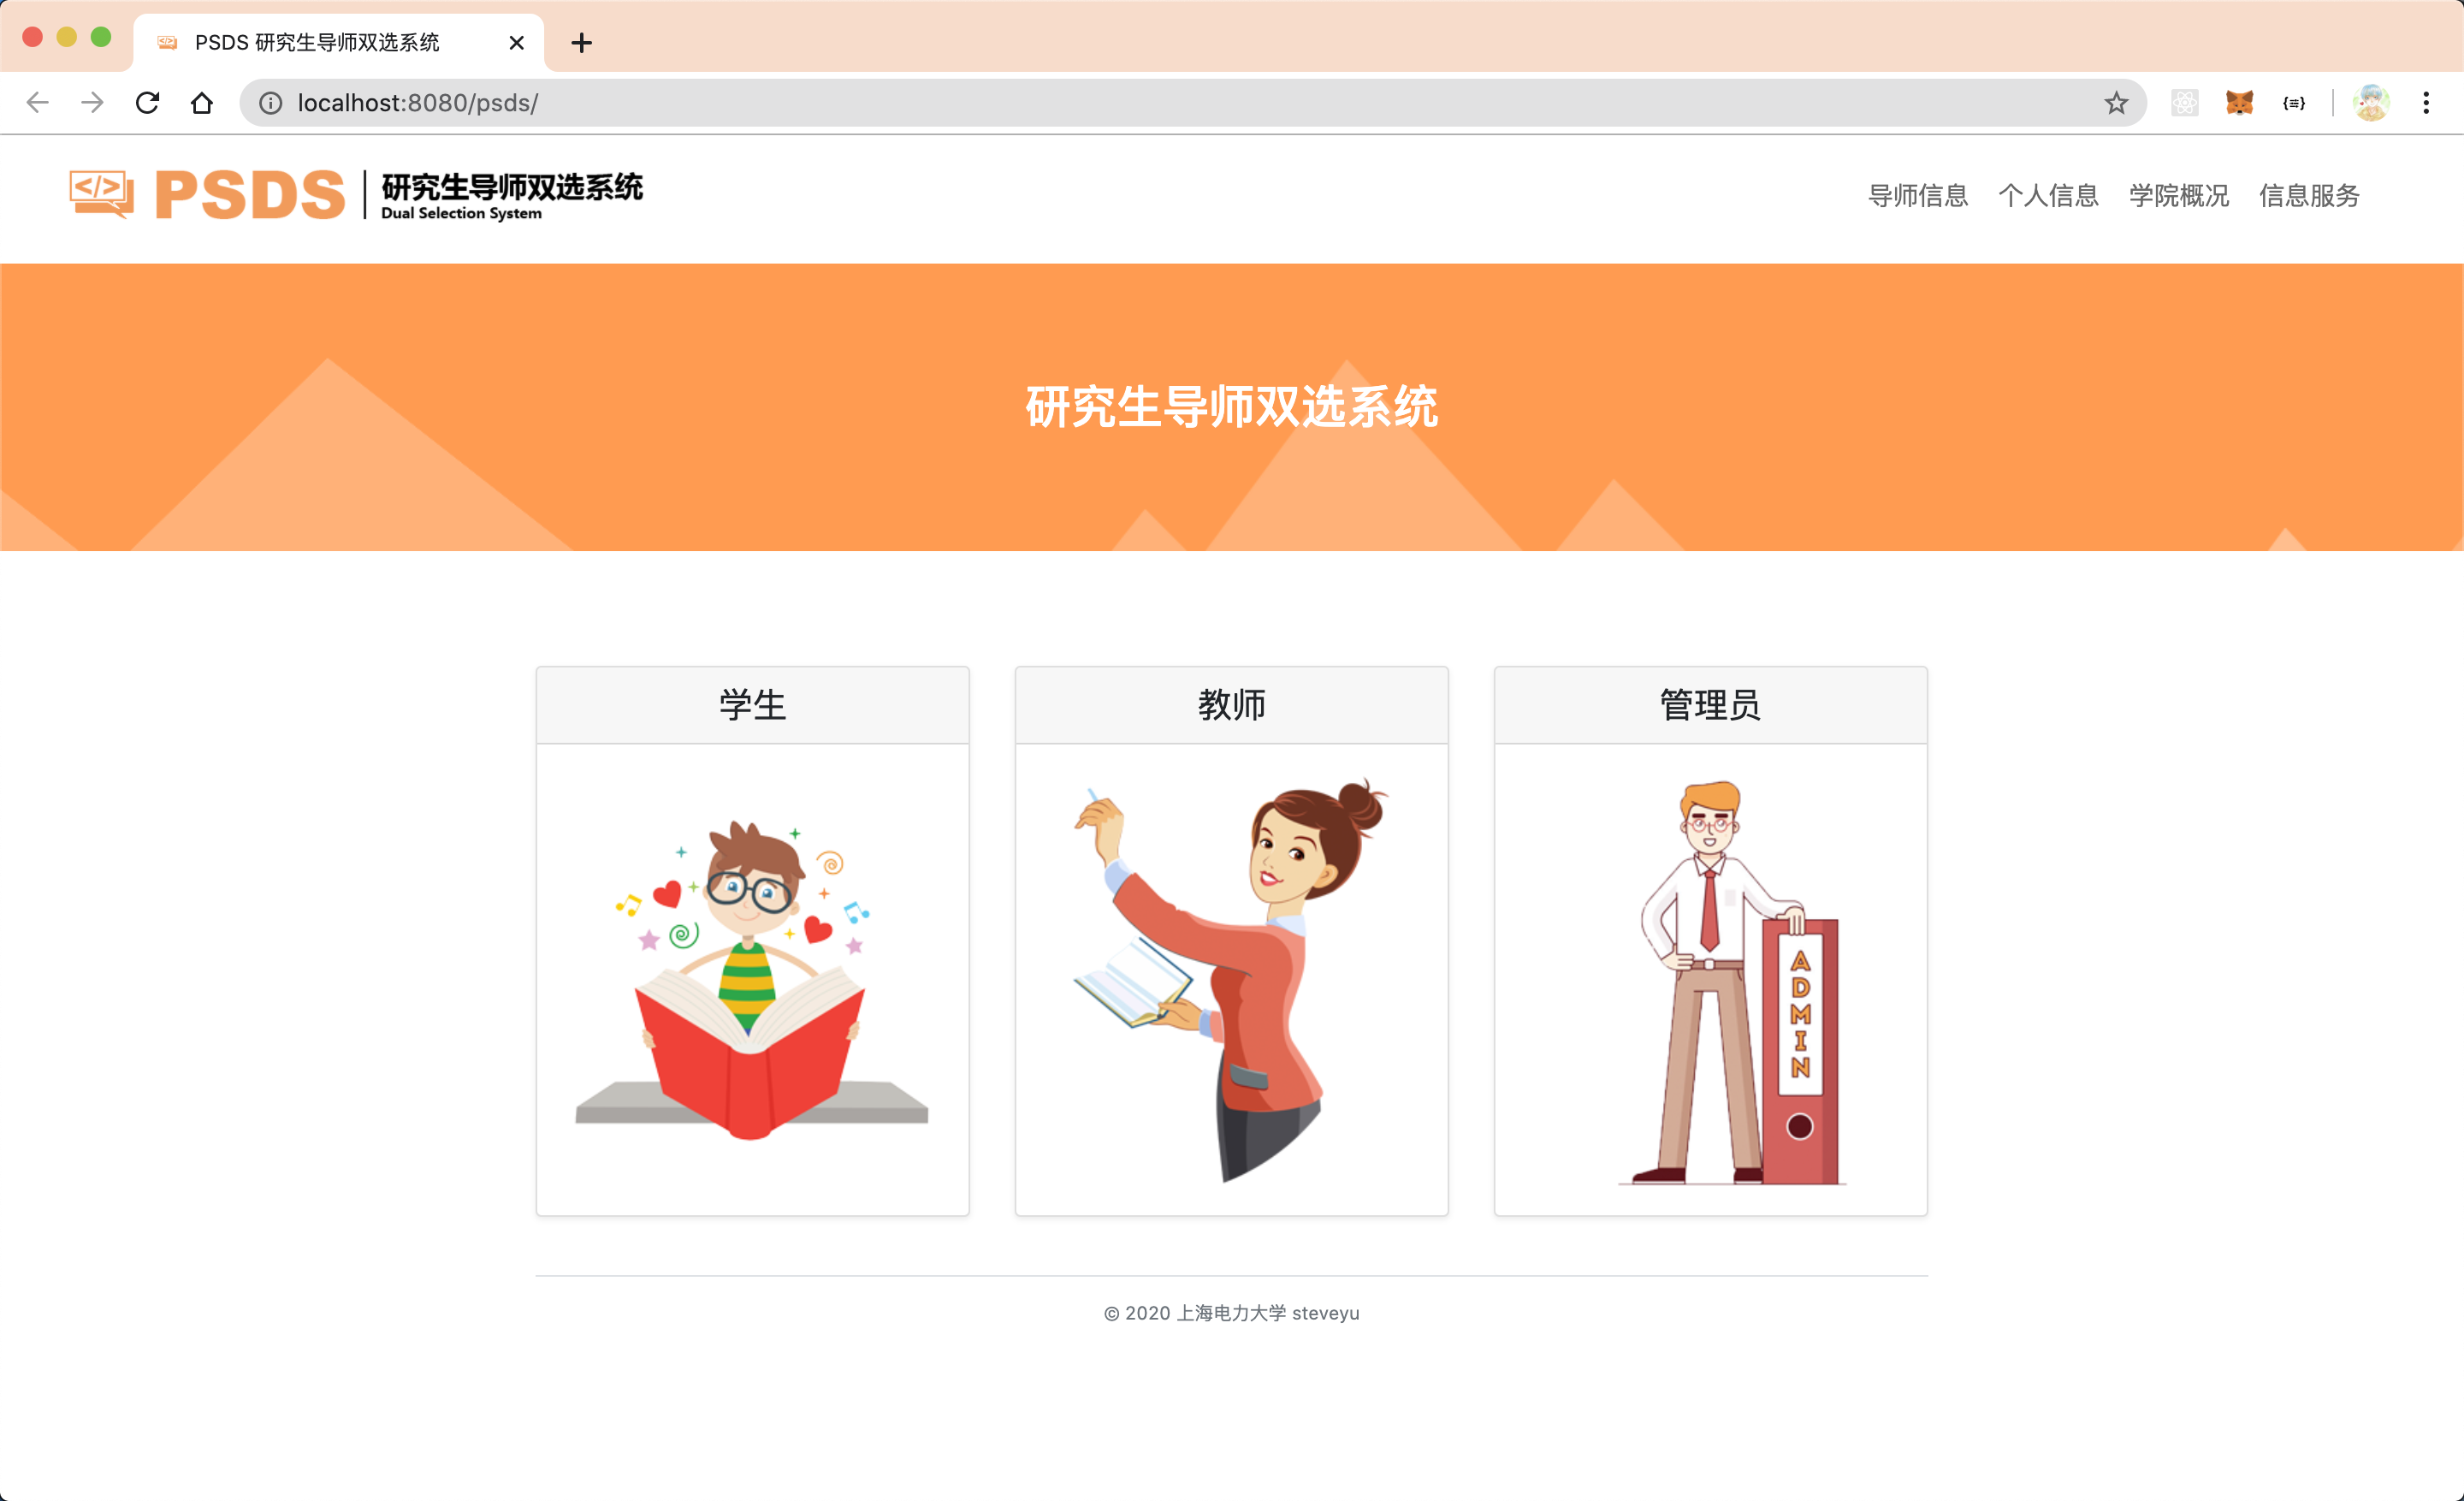 PSDS 研究生导师双选系统
localhost:8080/psds/
</>
PSDS
研究生导师双选系统
Dual Selection System
导师信息 个人信息 学院概况 信息服务
研究生导师双选系统
学生 教师 管理员
ADMIN
© 2020 上海电力大学 steveyu